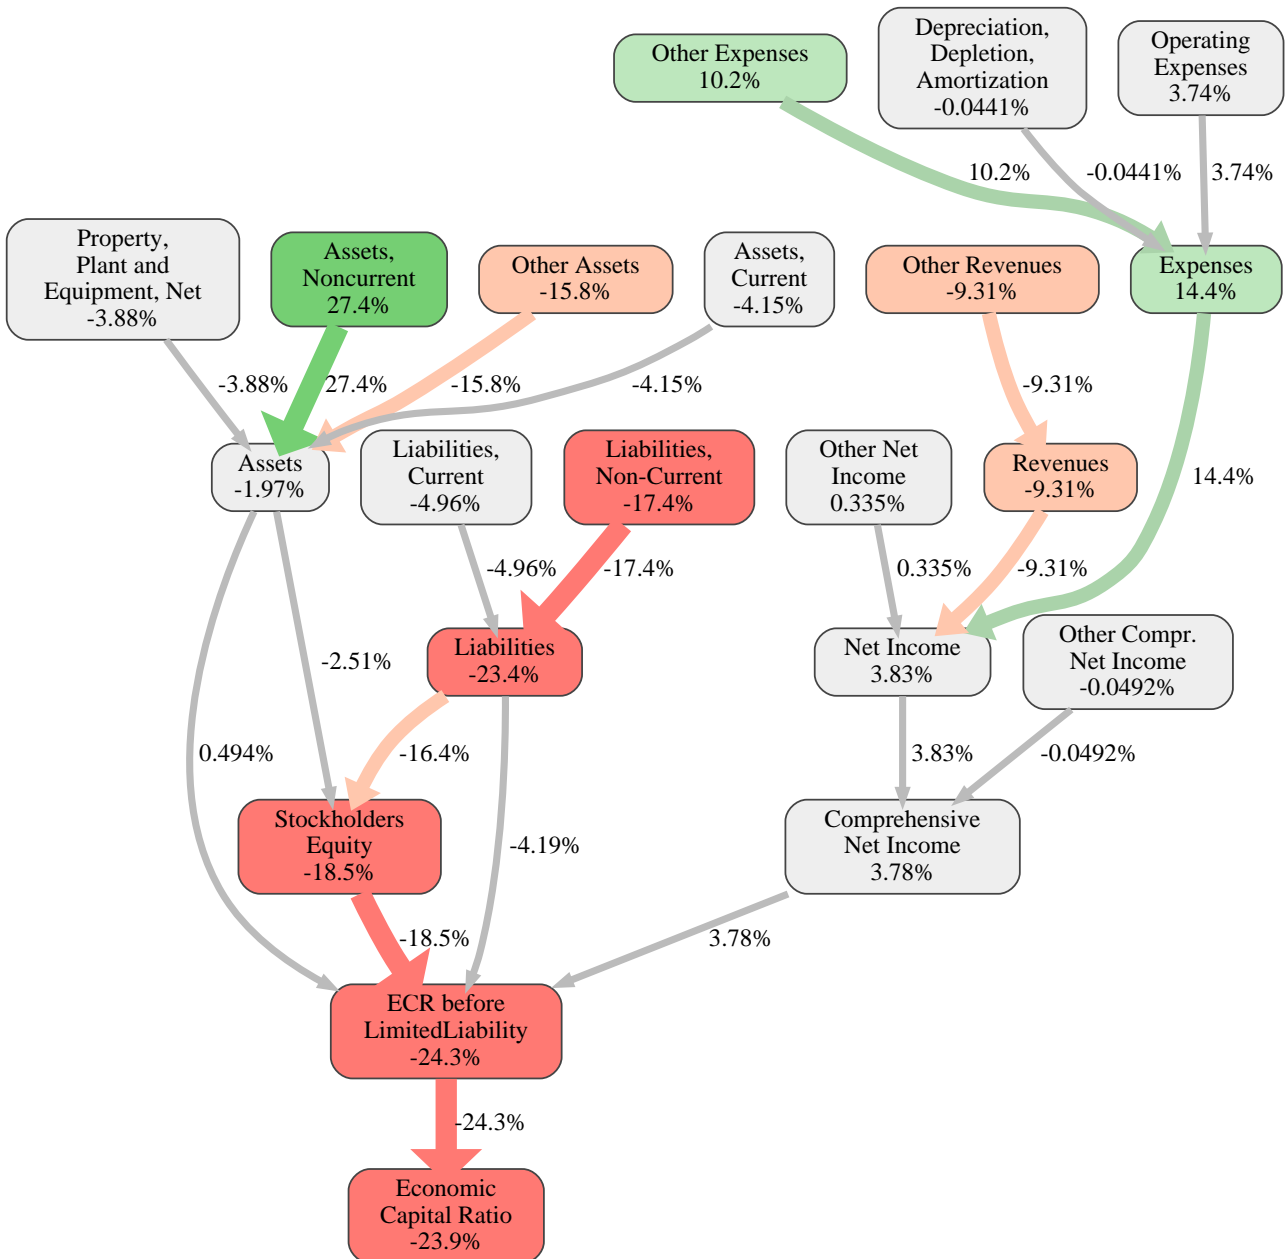 Other Expenses
10.2%
Depreciation,
Depletion,
Amortization
-0.0441%
Operating
Expenses
3.74%
10.2%
-0.0441%
3.74%
Property,
Plant and
Equipment, Net
-3.88%
Assets,
Noncurrent
27.4%
Other Assets
-15.8%
Assets,
Current
-4.15%
Other Revenues
-9.31%
Expenses
14.4%
-3.88%
27.4%
-15.8%
-4.15%
-9.31%
14.4%
Assets
-1.97%
Liabilities,
Current
-4.96%
Liabilities,
Non-Current
-17.4%
Other Net
Income
0.335%
Revenues
-9.31%
-4.96%
-17.4%
0.335%
-9.31%
-2.51%
Liabilities
-23.4%
Net Income
3.83%
Other Compr.
Net Income
-0.0492%
0.494%
-16.4%
-4.19%
3.83%
-0.0492%
Stockholders
Equity
-18.5%
Comprehensive
Net Income
3.78%
-18.5%
3.78%
ECR before
LimitedLiability
-24.3%
-24.3%
Economic
Capital Ratio
-23.9%